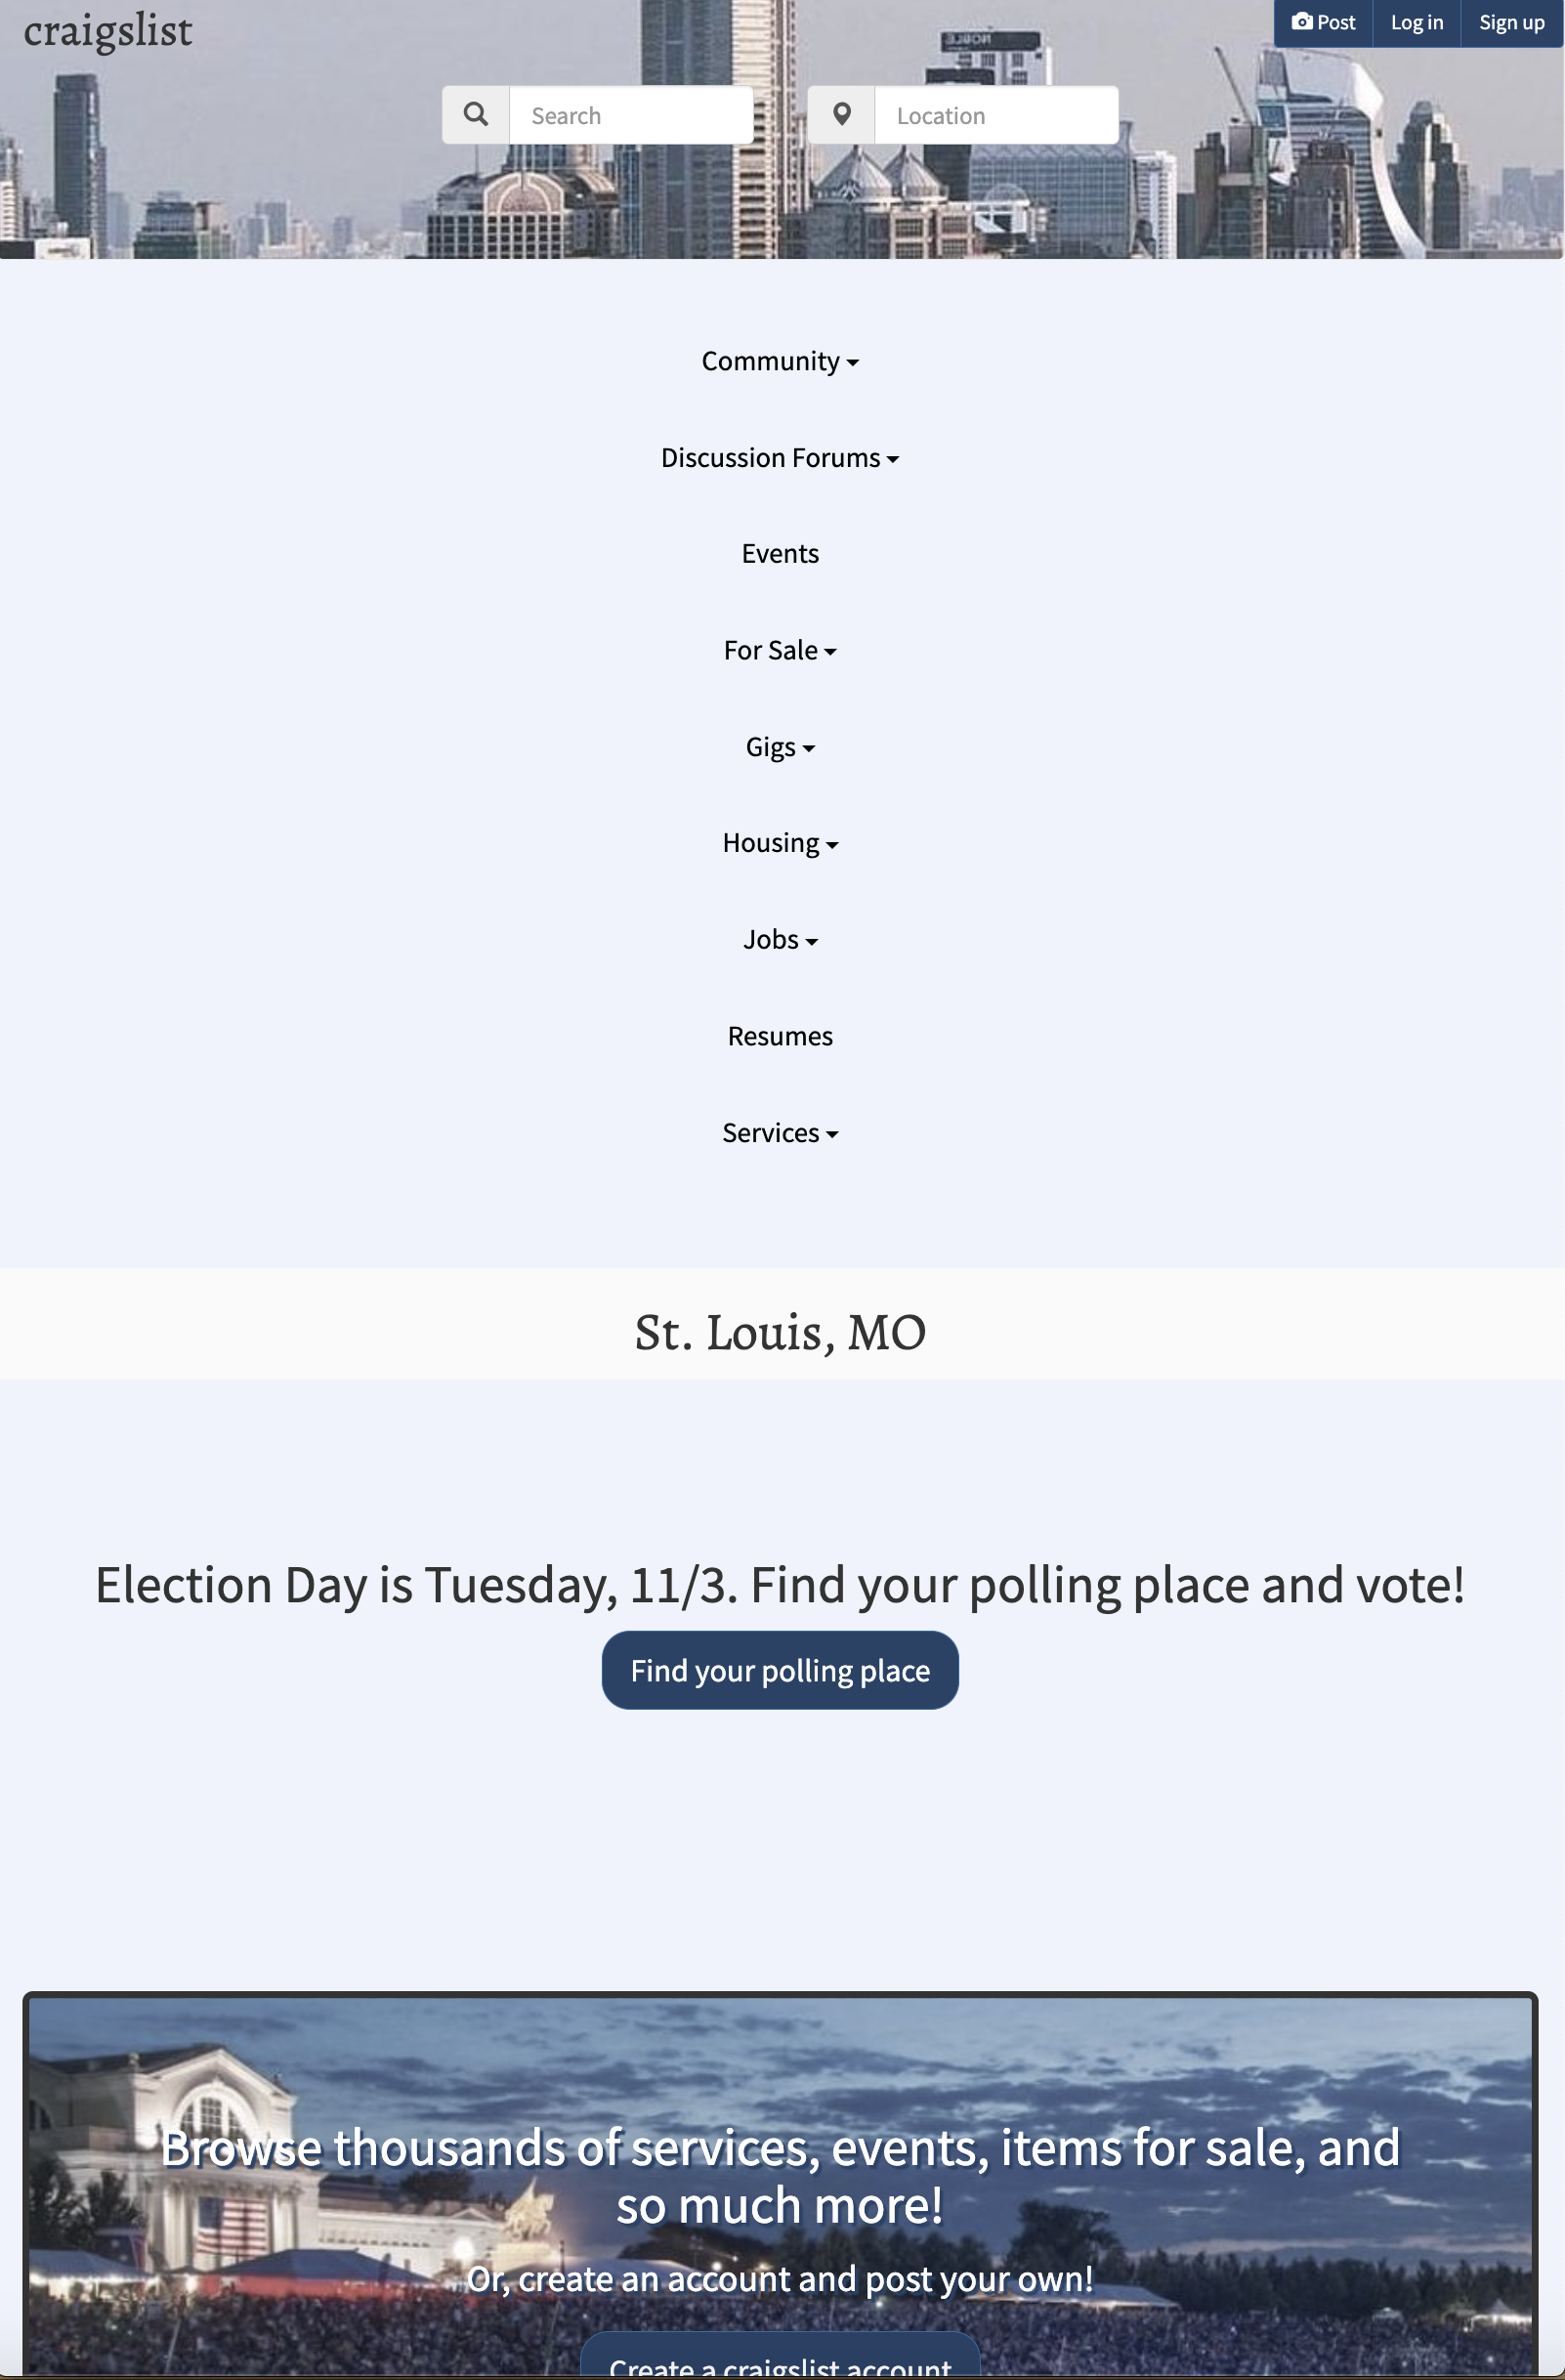 craigslist
Post Log in Sign up
Search Location
Community
Discussion Forums
Events
For Sale
Gigs
Housing
Jobs
Resumes
Services
St. Louis, MO
Election Day is Tuesday, 11/3. Find your polling place and vote!
Find your polling place
Browse thousands of services, events, items for sale, and
so much more!
Or, create an account and post your own!
Create a craigslist account